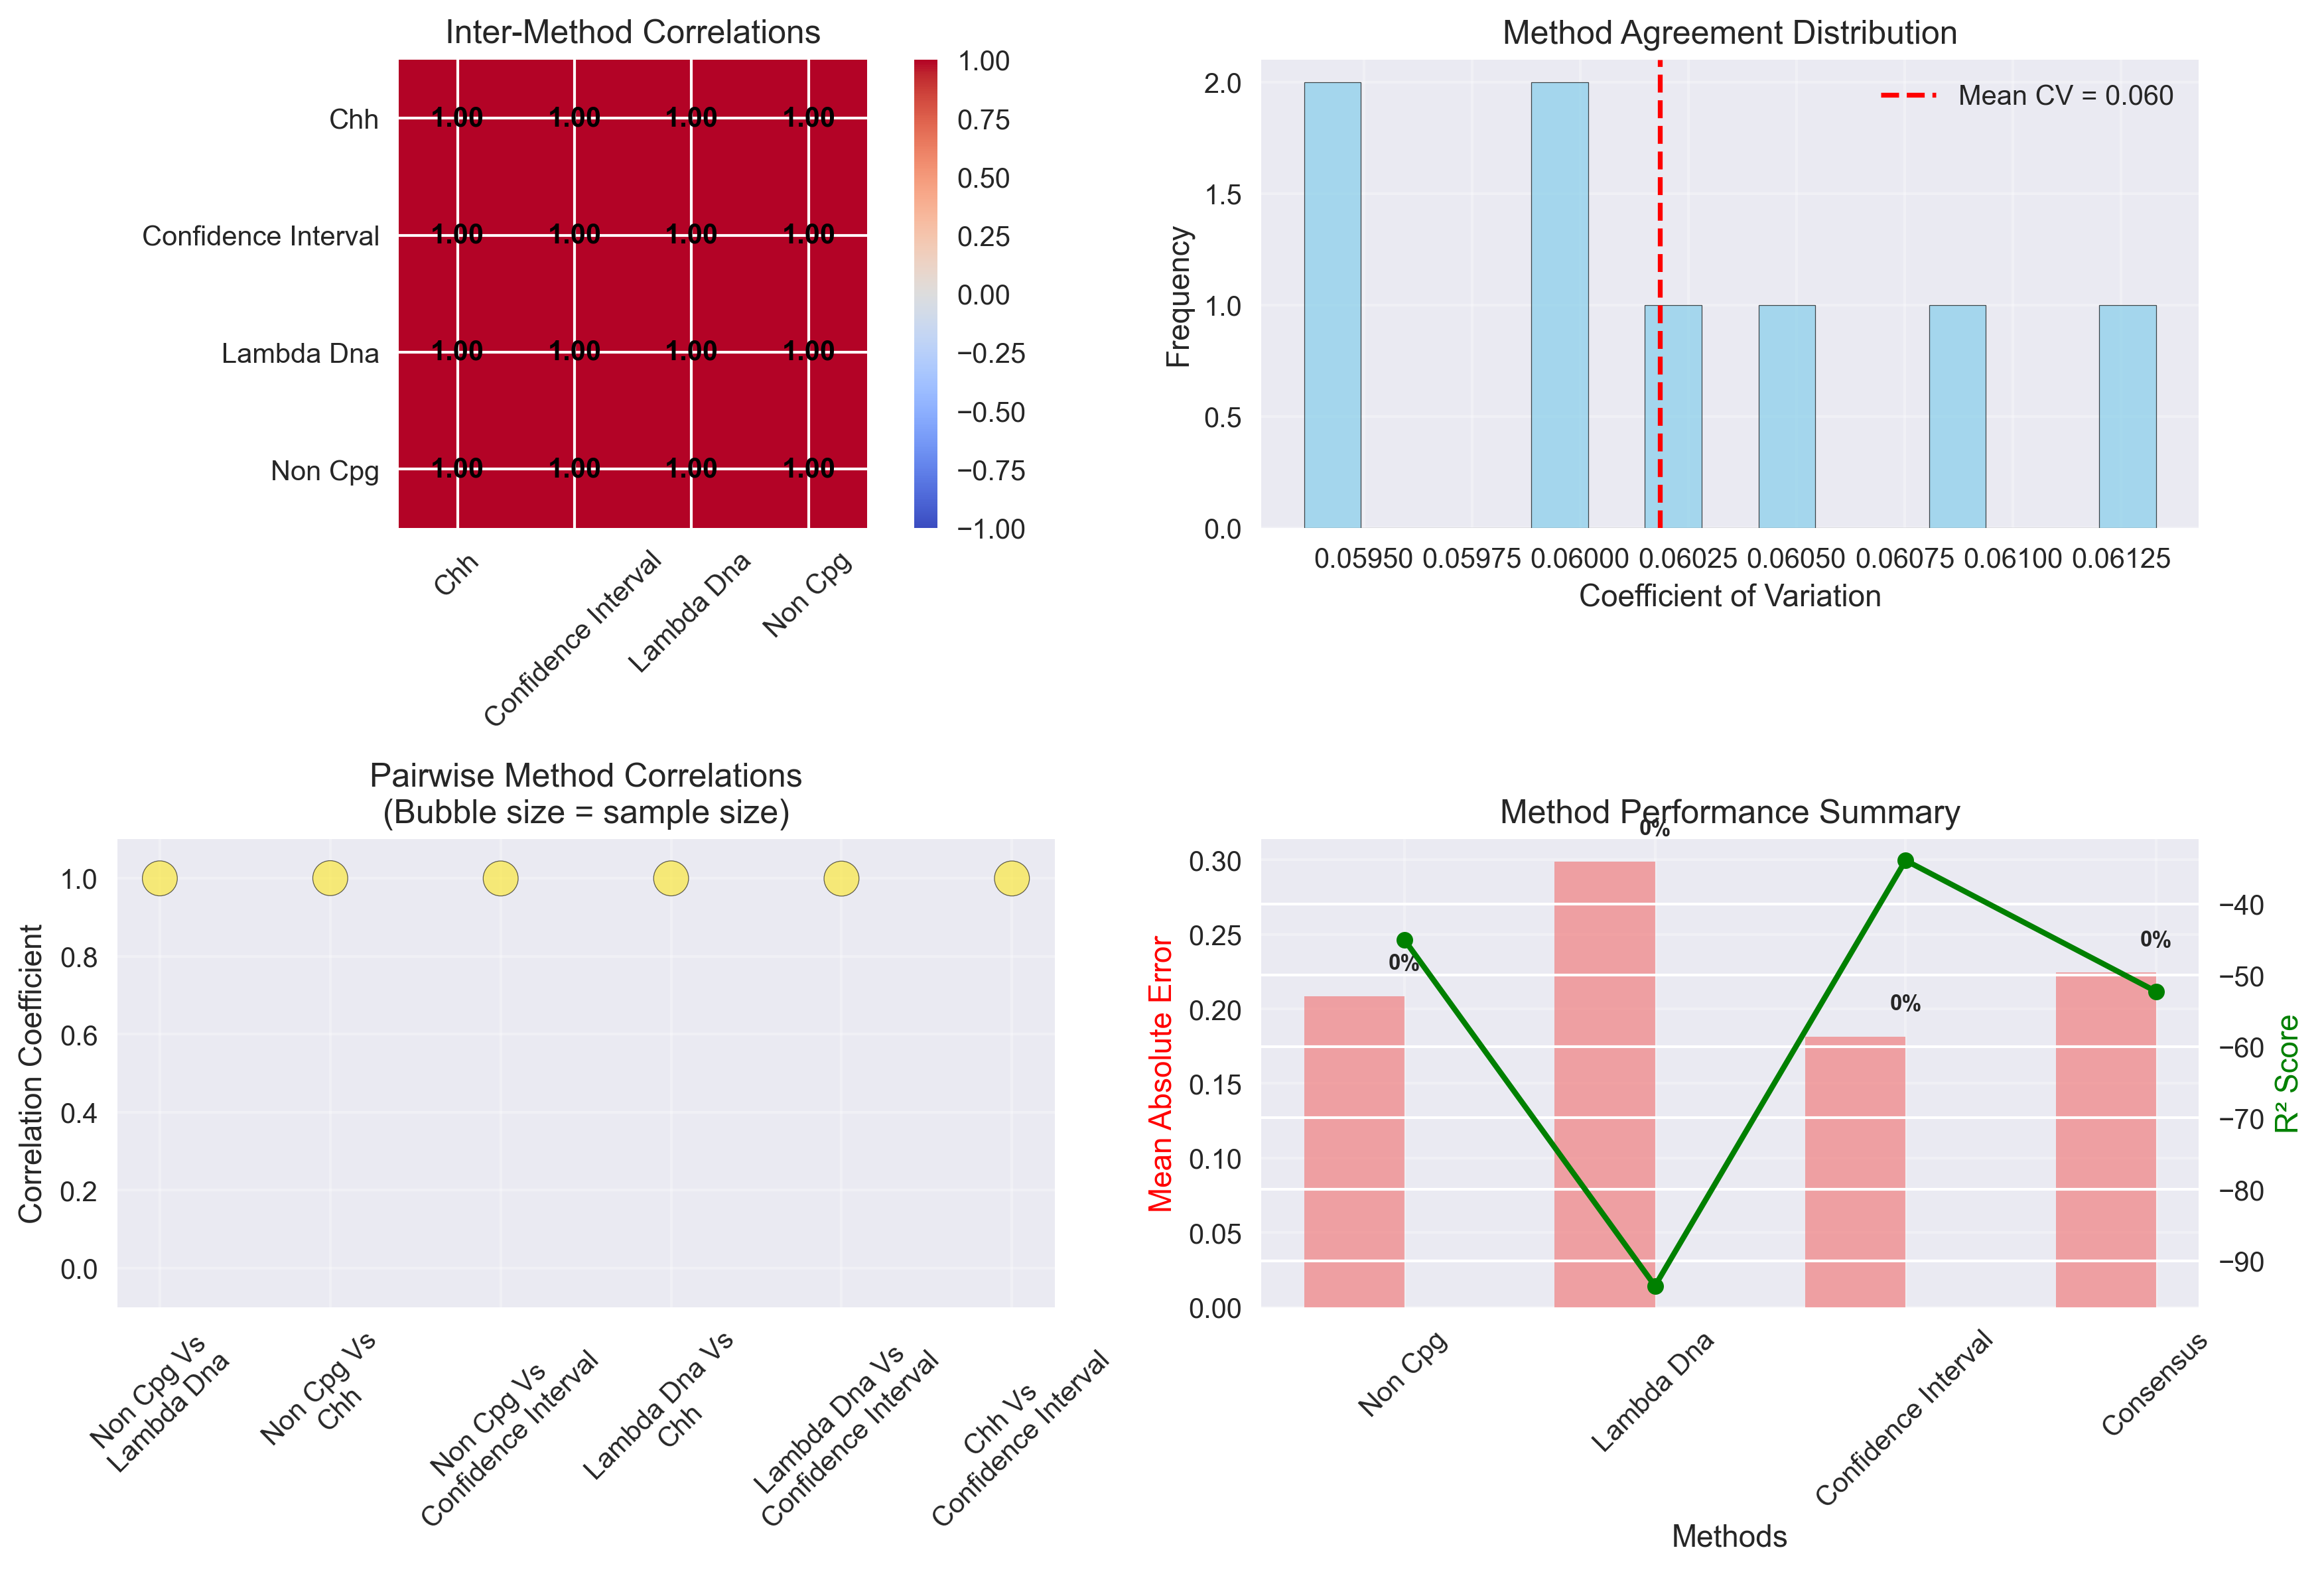 Inter-Method Correlations
Chh
Confidence Interval
Lambda Dna
Non Cpg
1.00 1.00 1.00 1.00
1.00 1.00 1.00 1.00
1.00 1.00 1.00 1.00
1.00 1.00 1.00 1.00
Chh
Confidence Interval
Lambda Dna
Non Cpg
1.00
0.75
0.50
0.25
0.00
−0.25
−0.50
−0.75
−1.00
Method Agreement Distribution
Mean CV = 0.060
Frequency
2.0
1.5
1.0
0.5
0.0
0.05950 0.05975 0.06000 0.06025 0.06050 0.06075 0.06100 0.06125
Coefficient of Variation
Pairwise Method Correlations
(Bubble size = sample size)
Correlation Coefficient
1.0
0.8
0.6
0.4
0.2
0.0
Non Cpg Vs
Lambda Dna
Non Cpg Vs
Chh
Non Cpg Vs
Confidence Interval
Lambda Dna Vs
Chh
Lambda Dna Vs
Confidence Interval
Chh Vs
Confidence Interval
Method Performance Summary
Mean Absolute Error
0.30
0.25
0.20
0.15
0.10
0.05
0.00
0%
0%
0%
0%
−40
−50
−60
−70
−80
−90
R² Score
Non Cpg
Lambda Dna
Confidence Interval
Consensus
Methods